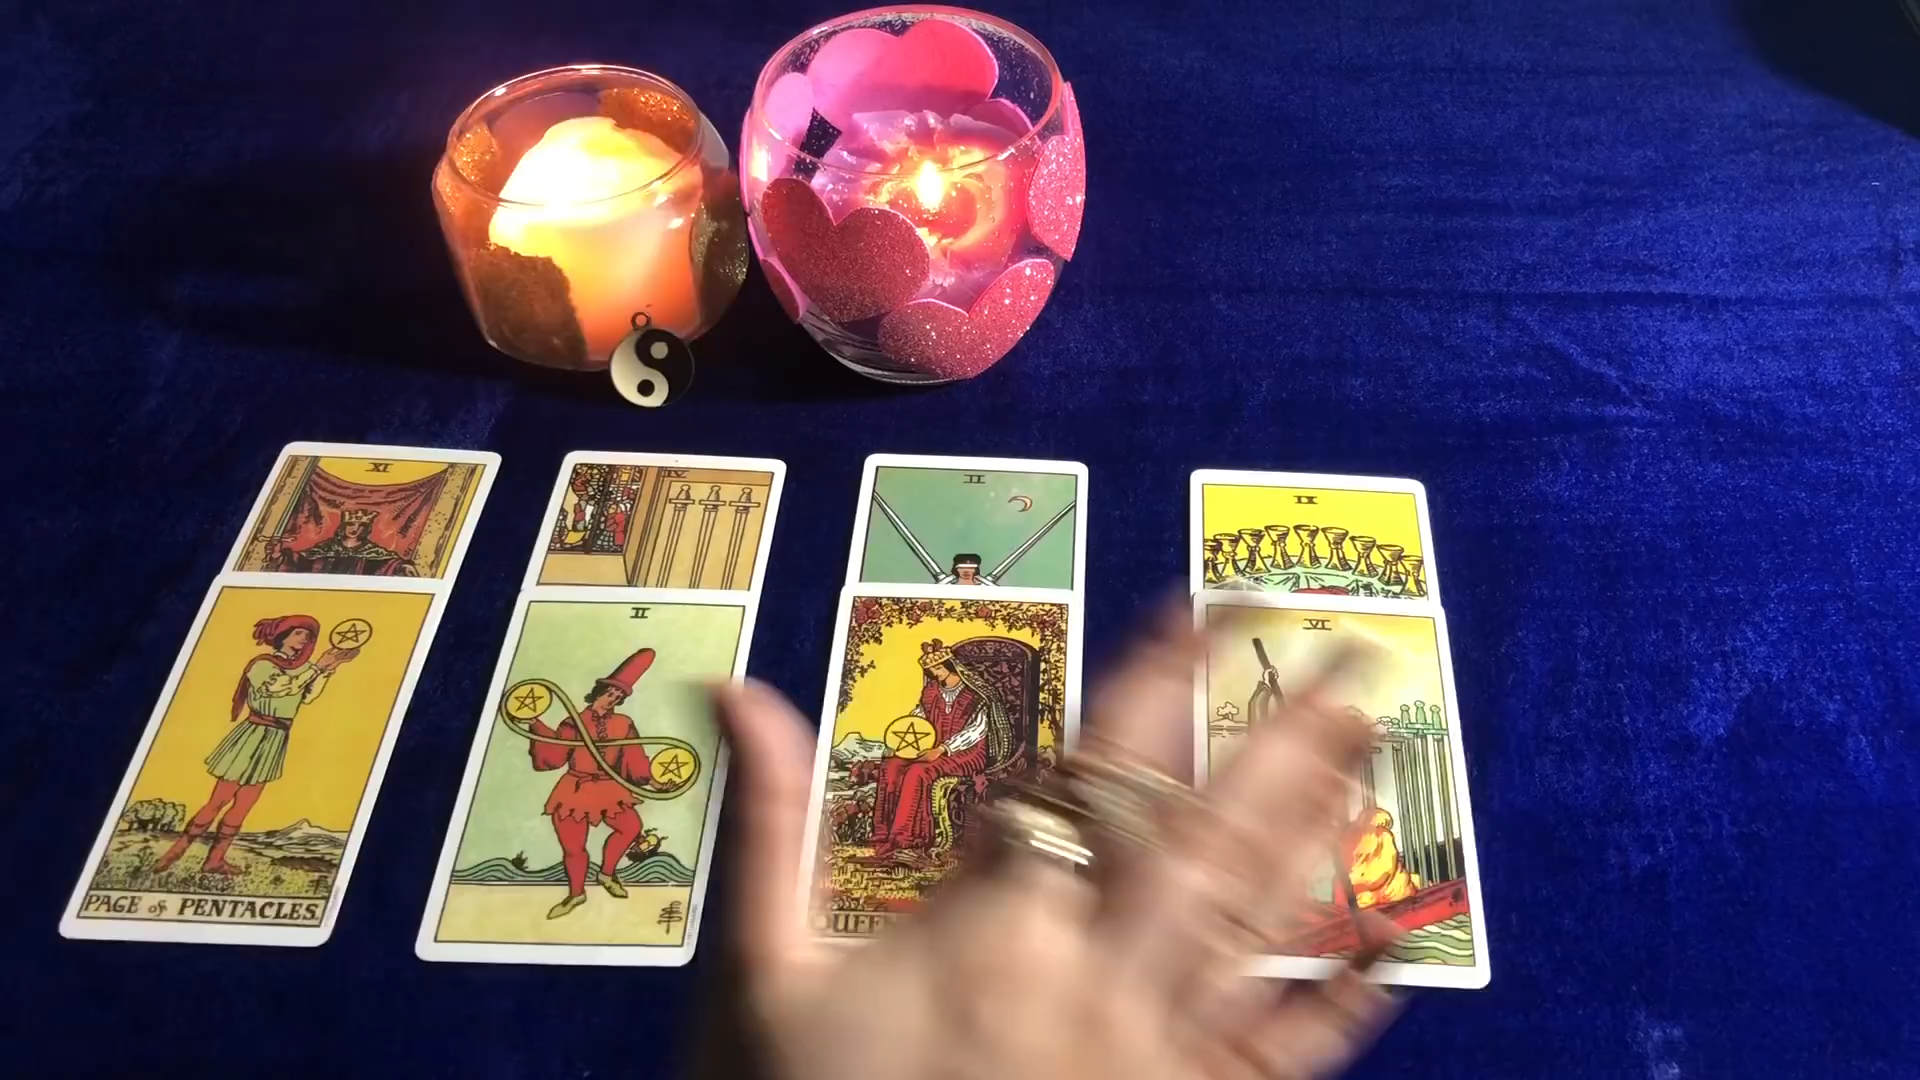 XI
IV
II
IX
II
VI
PAGE of PENTACLES.